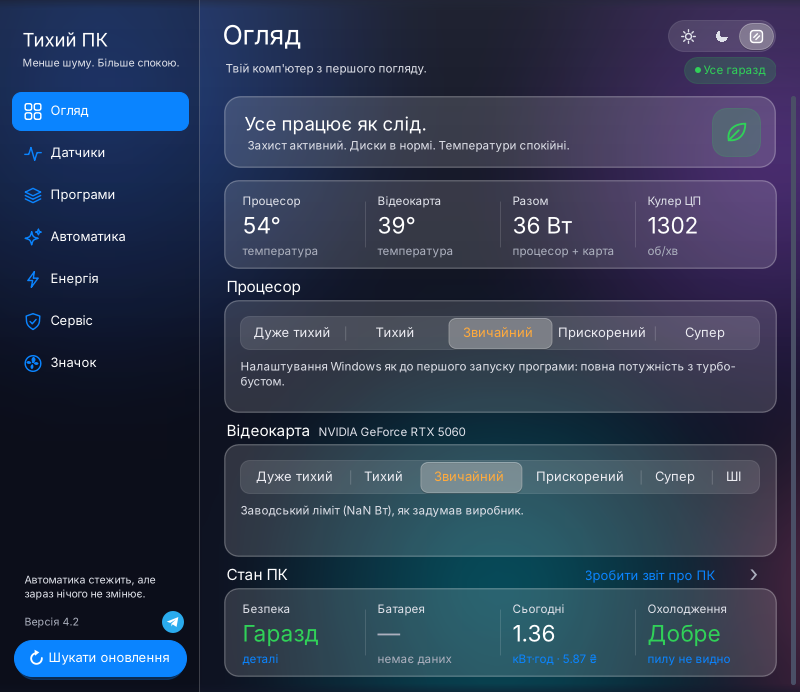 Тихий ПК
Менше шуму. Більше спокою.
Огляд
Датчики
Програми
Автоматика
Енергія
Сервіс
Значок
Автоматика стежить, але
зараз нічого не змінює.
Версія 4.2
Шукати оновлення
Огляд
Твій комп'ютер з першого погляду.
Усе гаразд
Усе працює як слід.
Захист активний. Диски в нормі. Температури спокійні.
Процесор Відеокарта Разом Кулер ЦП
54° 39° 36 Вт 1302
температура температура процесор + карта об/хв
Процесор
Дуже тихий Тихий Звичайний Прискорений Супер
Налаштування Windows як до першого запуску програми: повна потужність з турбо-
бустом.
Відеокарта NVIDIA GeForce RTX 5060
Дуже тихий Тихий Звичайний Прискорений Супер ШІ
Заводський ліміт (NaN Вт), як задумав виробник.
Стан ПК Зробити звіт про ПК
Безпека Батарея Сьогодні Охолодження
Гаразд — 1.36 Добре
деталі немає даних кВт·год · 5.87 ₴ пилу не видно